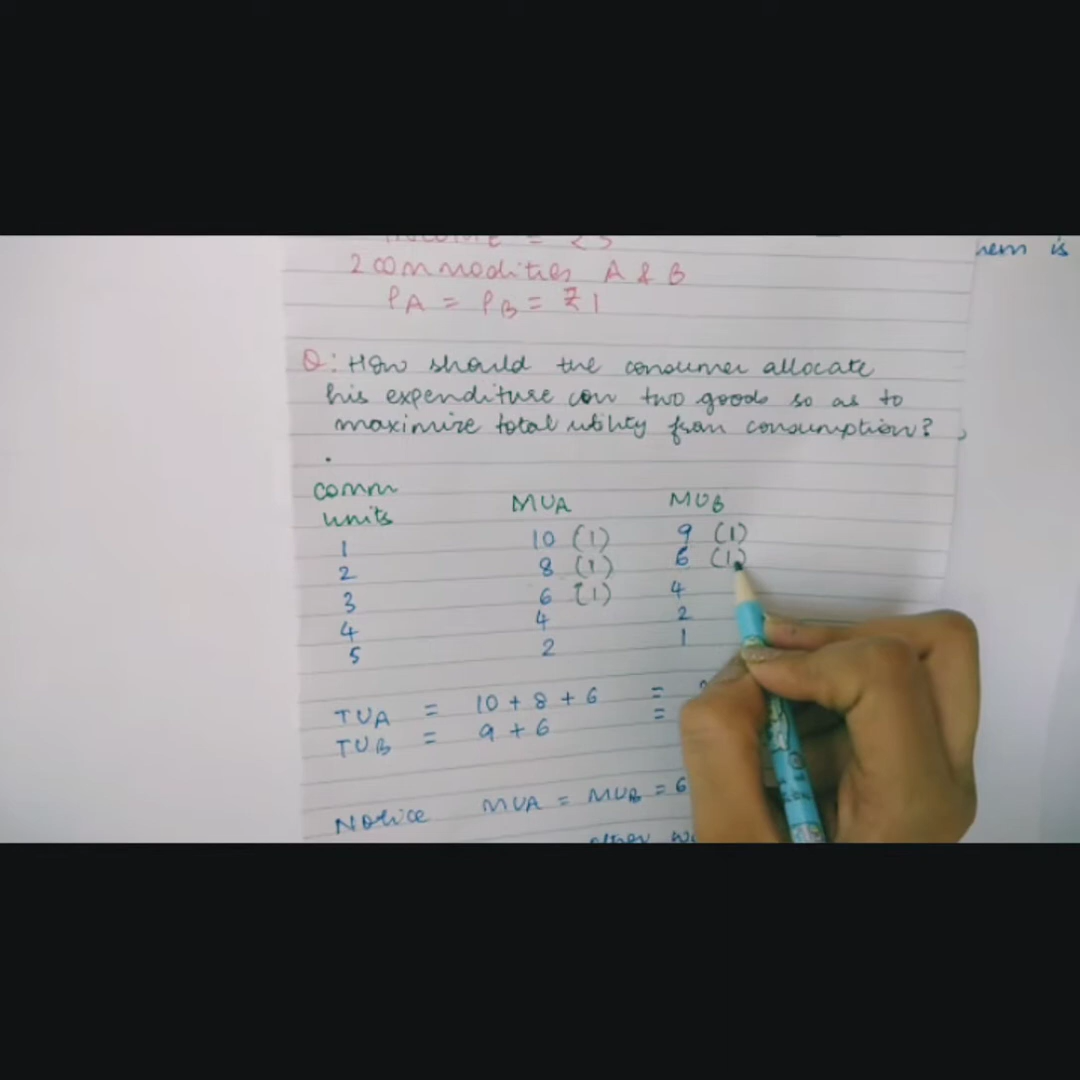 Income = ₹5
hem is
2 commodities A & B
PA = PB = ₹1
Q: How should the consumer allocate
his expenditure on two goods so as to
maximize total utility from consumption?
comm units MUA MUB
1 10 (1) 9 (1)
2 8 (1) 6 (1)
3 6 (1) 4
4 4 2
5 2 1
TUA = 10 + 8 + 6 =
TUB = 9 + 6 =
Notice MUA = MUB = 6
other